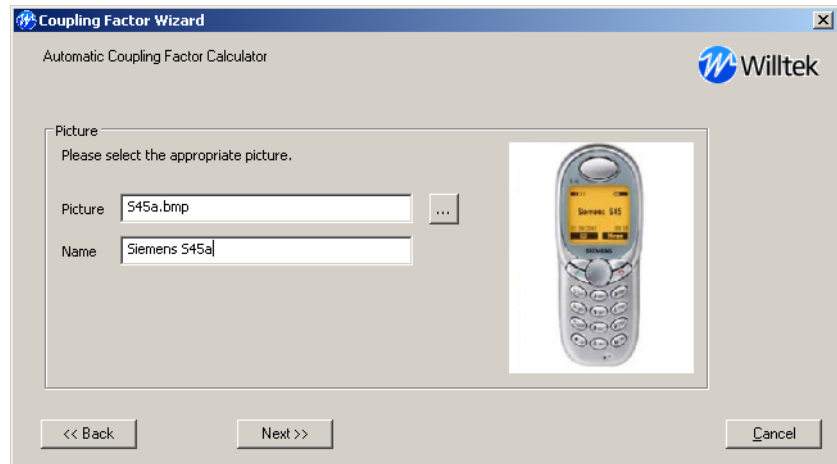 Coupling Factor Wizard
Automatic Coupling Factor Calculator
Willtek
Picture
Please select the appropriate picture.
Picture S45a.bmp ...
Name Siemens S45a
Siemens S45
SIEMENS
<< Back Next >> Cancel